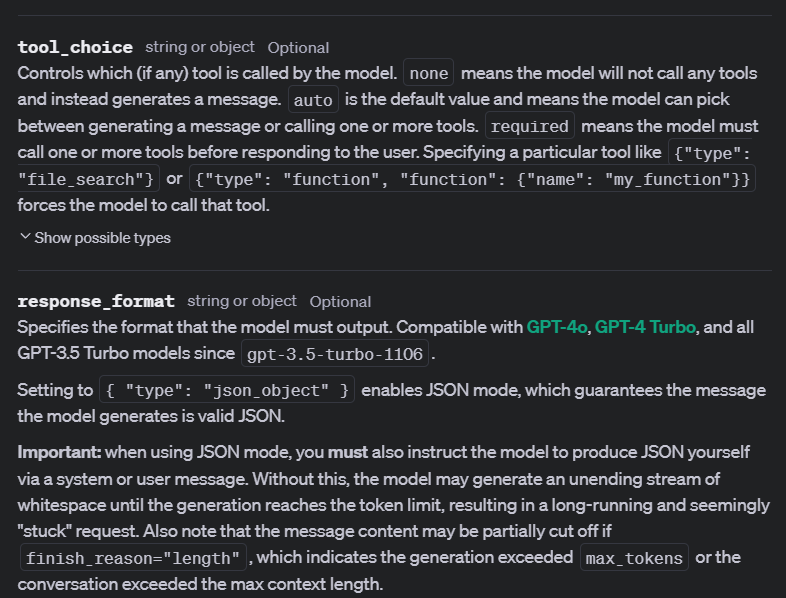 tool_choice string or object Optional
Controls which (if any) tool is called by the model. none means the model will not call any tools
and instead generates a message. auto is the default value and means the model can pick
between generating a message or calling one or more tools. required means the model must
call one or more tools before responding to the user. Specifying a particular tool like {"type":
"file_search"} or {"type": "function", "function": {"name": "my_function"}}
forces the model to call that tool.
Show possible types
response_format string or object Optional
Specifies the format that the model must output. Compatible with GPT-4o, GPT-4 Turbo, and all
GPT-3.5 Turbo models since gpt-3.5-turbo-1106.
Setting to { "type": "json_object" } enables JSON mode, which guarantees the message
the model generates is valid JSON.
Important: when using JSON mode, you must also instruct the model to produce JSON yourself
via a system or user message. Without this, the model may generate an unending stream of
whitespace until the generation reaches the token limit, resulting in a long-running and seemingly
"stuck" request. Also note that the message content may be partially cut off if
finish_reason="length", which indicates the generation exceeded max_tokens or the
conversation exceeded the max context length.